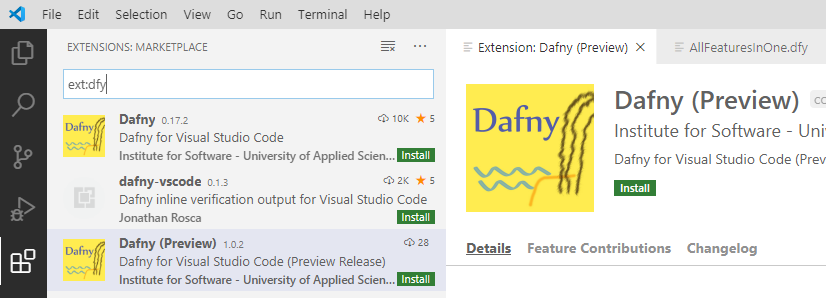 File Edit Selection View Go Run Terminal Help
EXTENSIONS: MARKETPLACE
ext:dfy
Dafny
Dafny 0.17.2 10K 5
Dafny for Visual Studio Code
Institute for Software - University of Applied Scien... Install
dafny-vscode 0.1.3 2K 5
Dafny inline verification output for Visual Studio Code
Jonathan Rosca Install
Dafny
Dafny (Preview) 1.0.2 28
Dafny for Visual Studio Code (Preview Release)
Institute for Software - University of Applied Scien... Install
Extension: Dafny (Preview) AllFeaturesInOne.dfy
Dafny
Dafny (Preview)
Institute for Software - Uni
Dafny for Visual Studio Code (Prev
Install
Details Feature Contributions Changelog